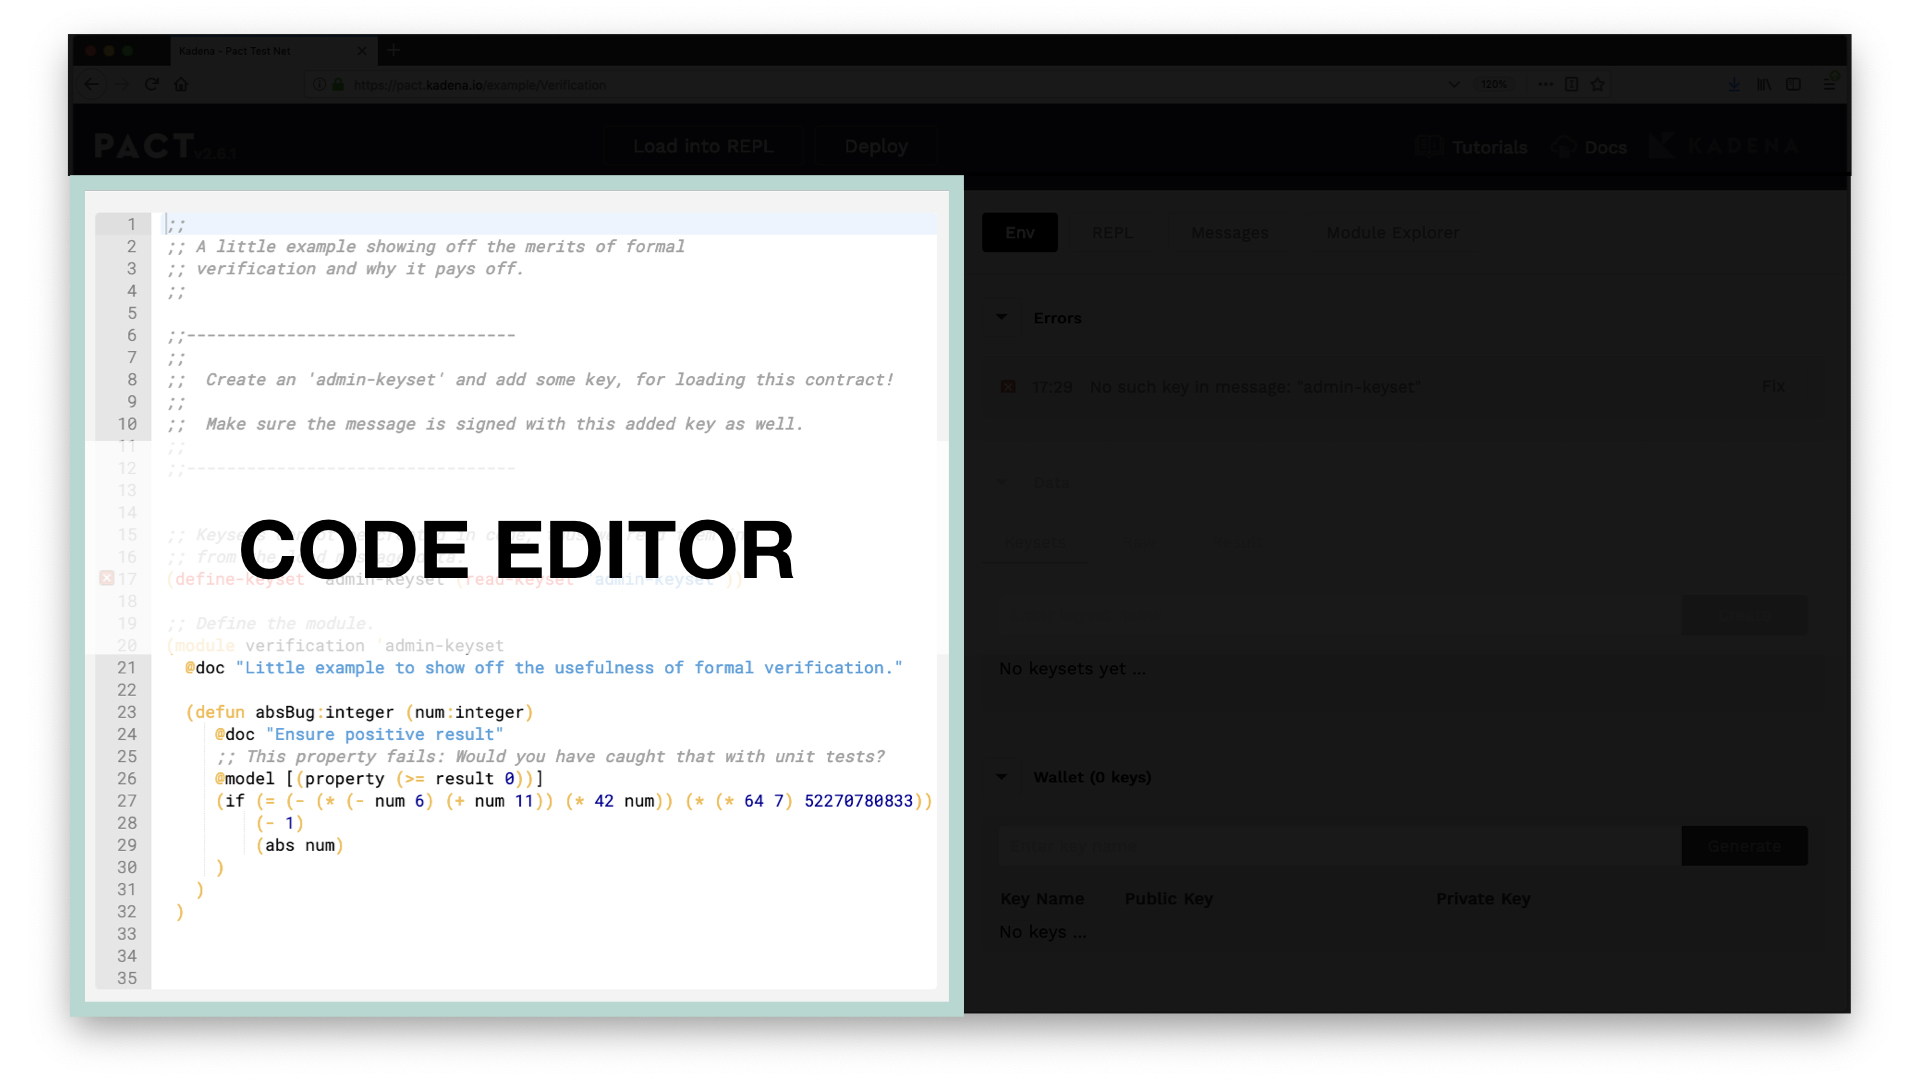 Kadena - Pact Test Net
https://pact.kadena.io/example/Verification
120%
PACT v2.6.1
Load into REPL
Deploy
Tutorials
Docs
KADENA
1 ;;
2 ;; A little example showing off the merits of formal
3 ;; verification and why it pays off.
4 ;;
5
6 ;;---------------------------------
7 ;;
8 ;;  Create an 'admin-keyset' and add some key, for loading this contract!
9 ;;
10 ;;  Make sure the message is signed with this added key as well.
11 ;;
12 ;;---------------------------------
13
14
15 ;; in code,
16 ;; from the
CODE EDITOR
17 (define-keyset 'admin-keyset (read-keyset "admin-keyset"))
18
19 ;; Define the module.
20 (module verification 'admin-keyset
21 @doc "Little example to show off the usefulness of formal verification."
22
23 (defun absBug:integer (num:integer)
24 @doc "Ensure positive result"
25 ;; This property fails: Would you have caught that with unit tests?
26 @model [(property (>= result 0))]
27 (if (= (- (* (- num 6) (+ num 11)) (* 42 num)) (* (* 64 7) 52270780833))
28 (- 1)
29 (abs num)
30 )
31 )
32 )
33
34
35
Env
REPL
Messages
Module Explorer
Errors
17:29 No such key in message: "admin-keyset"
Fix
Data
Keysets
No keysets yet ...
Wallet (0 keys)
Enter key name
Generate
Key Name Public Key Private Key
No keys ...